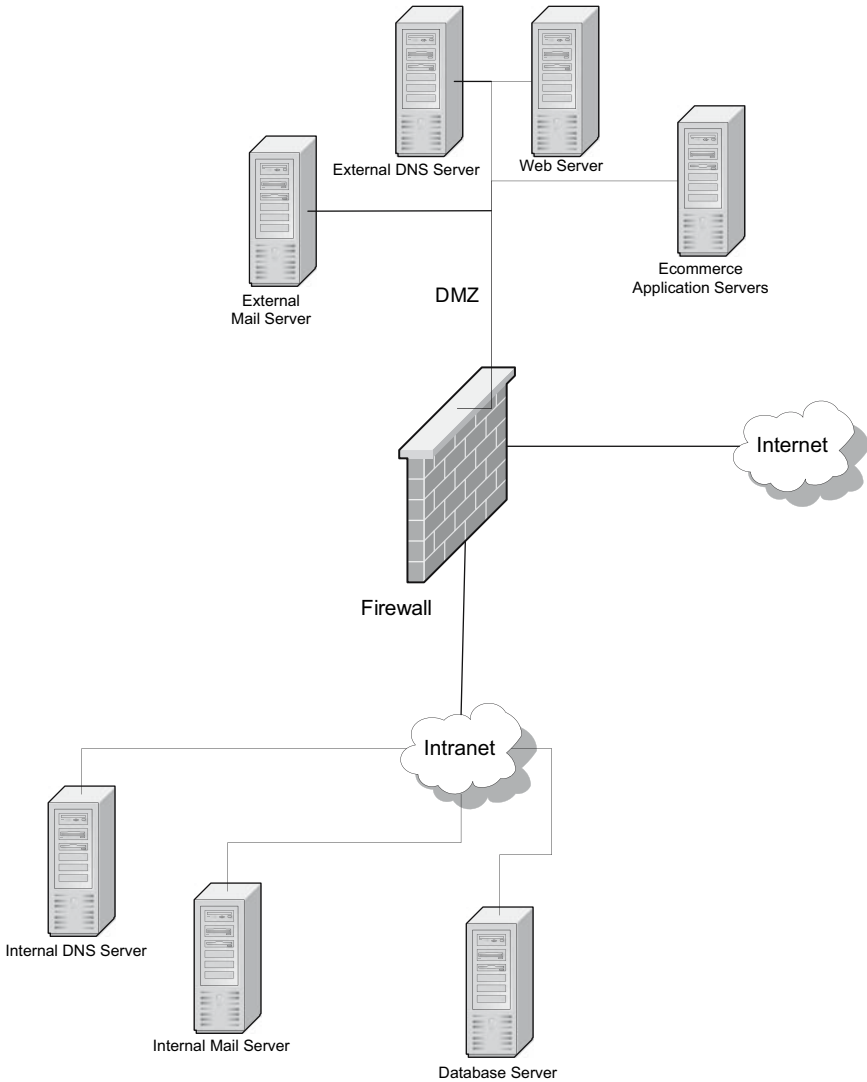 External DNS Server
Web Server
External
Mail Server
Ecommerce
Application Servers
DMZ
Internet
Firewall
Intranet
Internal DNS Server
Internal Mail Server
Database Server